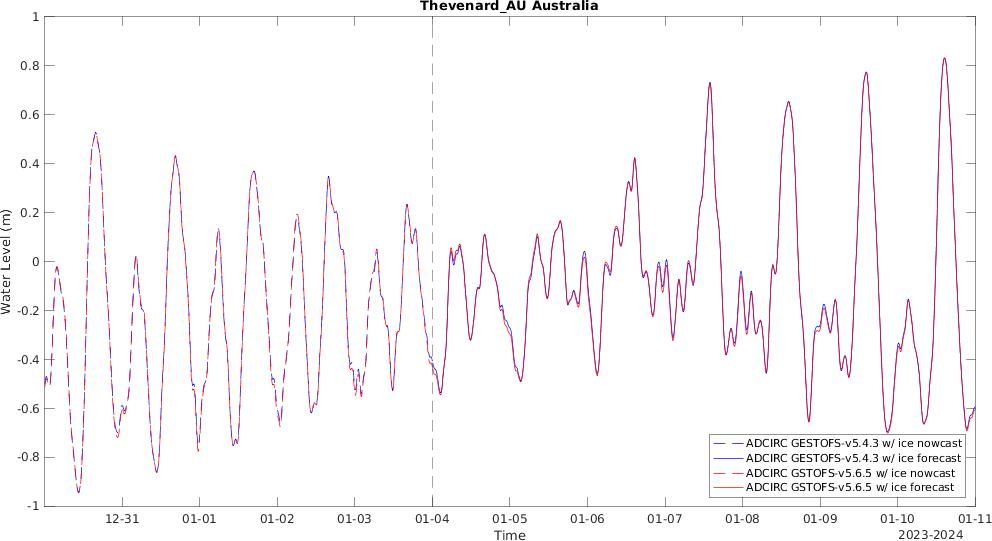 Thevenard_AU Australia
Water Level (m)
1
0.8
0.6
0.4
0.2
0
-0.2
-0.4
-0.6
-0.8
-1
ADCIRC GESTOFS-v5.4.3 w/ ice nowcast
ADCIRC GESTOFS-v5.4.3 w/ ice forecast
ADCIRC GSTOFS-v5.6.5 w/ ice nowcast
ADCIRC GSTOFS-v5.6.5 w/ ice forecast
12-31 01-01 01-02 01-03 01-04 01-05 01-06 01-07 01-08 01-09 01-10 01-11
Time
2023-2024